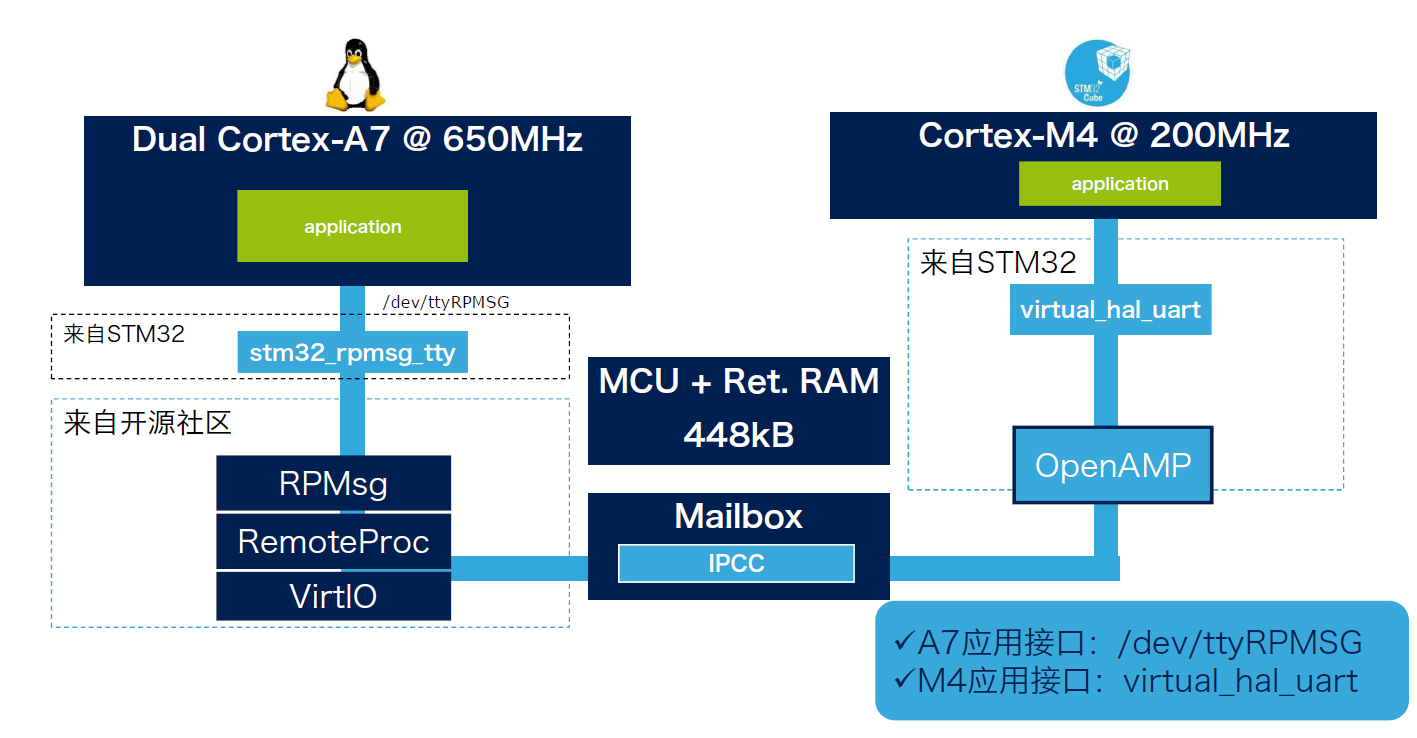 Dual Cortex-A7 @ 650MHz
application
/dev/ttyRPMSG
来自STM32
stm32_rpmsg_tty
来自开源社区
RPMsg
RemoteProc
VirtIO
MCU + Ret. RAM
448kB
Mailbox
IPCC
STM32
Cube
Cortex-M4 @ 200MHz
application
来自STM32
virtual_hal_uart
OpenAMP
✓A7应用接口：/dev/ttyRPMSG
✓M4应用接口：virtual_hal_uart